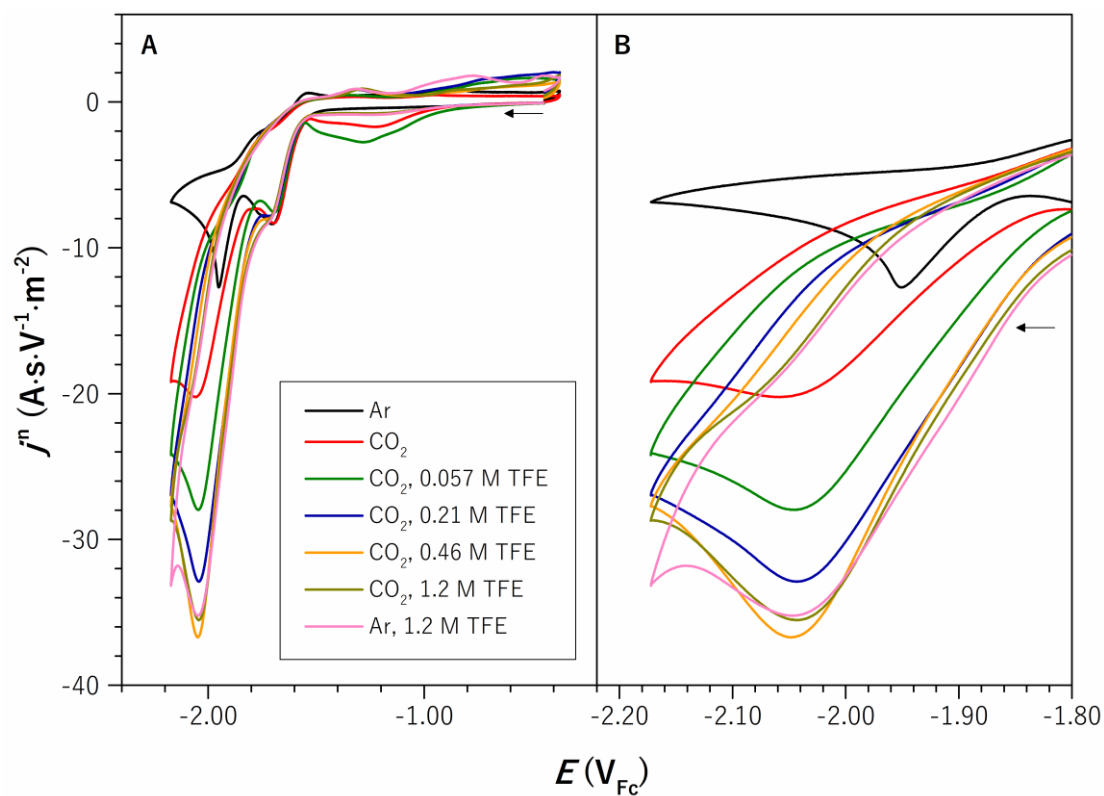 A
B
0
-10
-20
-30
-40
jⁿ (A·s·V⁻¹·m⁻²)
Ar
CO₂
CO₂, 0.057 M TFE
CO₂, 0.21 M TFE
CO₂, 0.46 M TFE
CO₂, 1.2 M TFE
Ar, 1.2 M TFE
-2.00
-1.00
-2.20
-2.10
-2.00
-1.90
-1.80
E (V_Fc)